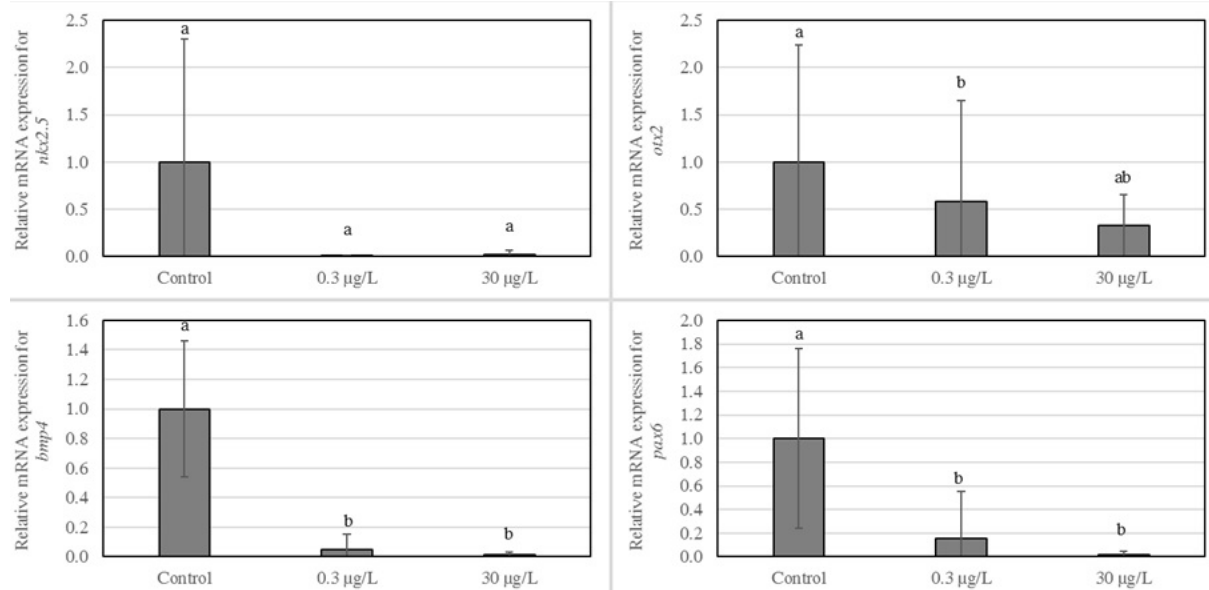 Relative mRNA expression for
nkx2.5
2.5
2.0
1.5
1.0
0.5
0.0
a
a
a
Control
0.3 µg/L
30 µg/L
Relative mRNA expression for
otx2
2.5
2.0
1.5
1.0
0.5
0.0
a
b
ab
Control
0.3 µg/L
30 µg/L
Relative mRNA expression for
bmp4
1.6
1.4
1.2
1.0
0.8
0.6
0.4
0.2
0.0
a
b
b
Control
0.3 µg/L
30 µg/L
Relative mRNA expression for
pax6
2.0
1.8
1.6
1.4
1.2
1.0
0.8
0.6
0.4
0.2
0.0
a
b
b
Control
0.3 µg/L
30 µg/L